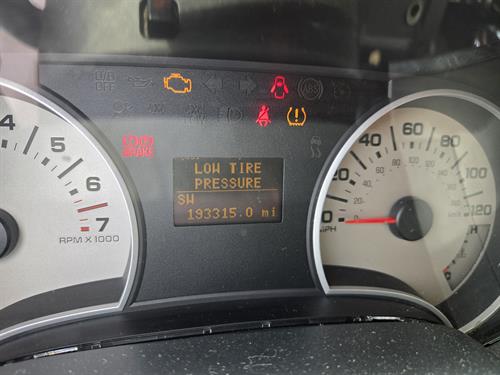 O/D
OFF
ABS
BRAKE
LOW TIRE
PRESSURE
SW
193315.0 mi
4
5
6
7
RPM X 1000
0
20
40
60
80
100
120
MPH
H